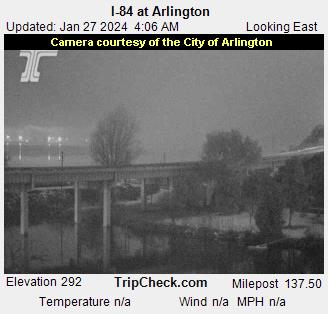 I-84 at Arlington
Updated: Jan 27 2024 4:06 AM Looking East
Camera courtesy of the City of Arlington
Elevation 292 TripCheck.com Milepost 137.50
Temperature n/a Wind n/a MPH n/a